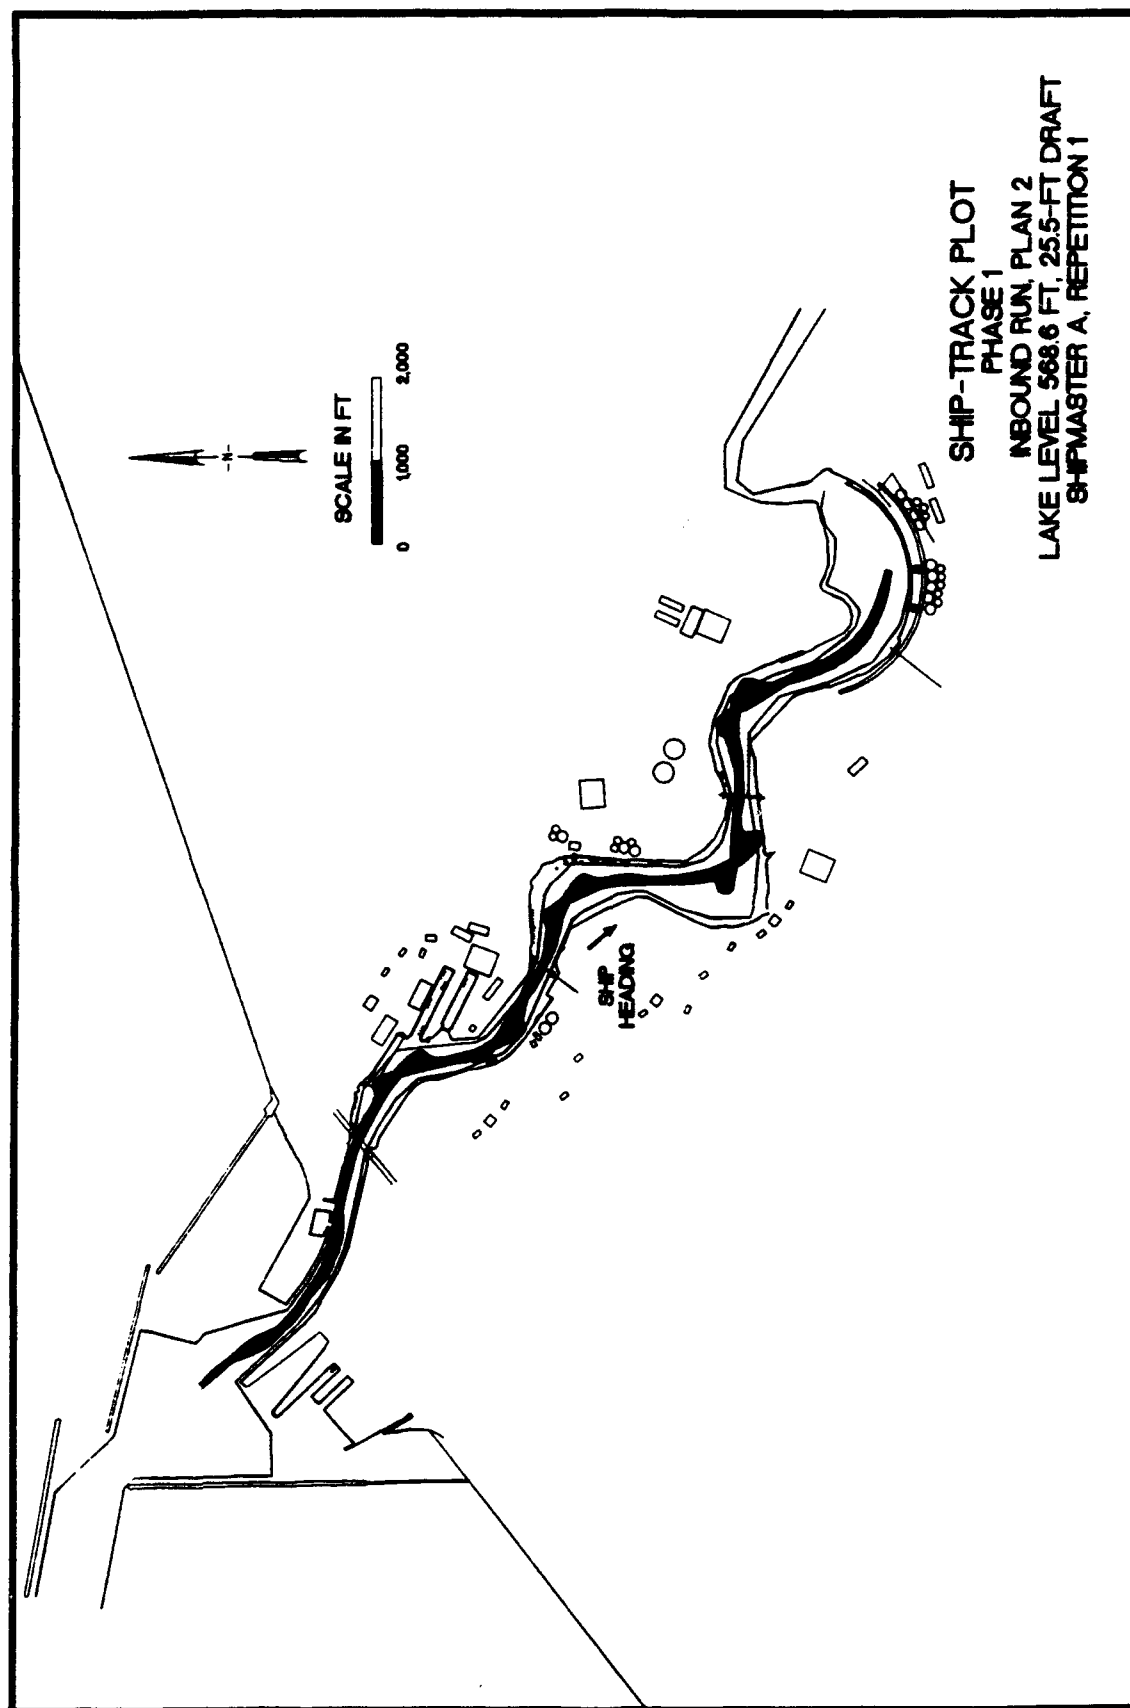 -N-
SCALE IN FT
0 1,000 2,000
SHIP
HEADING
SHIP-TRACK PLOT
PHASE 1
INBOUND RUN, PLAN 2
LAKE LEVEL 568.6 FT, 25.5-FT DRAFT
SHIPMASTER A, REPETITION 1